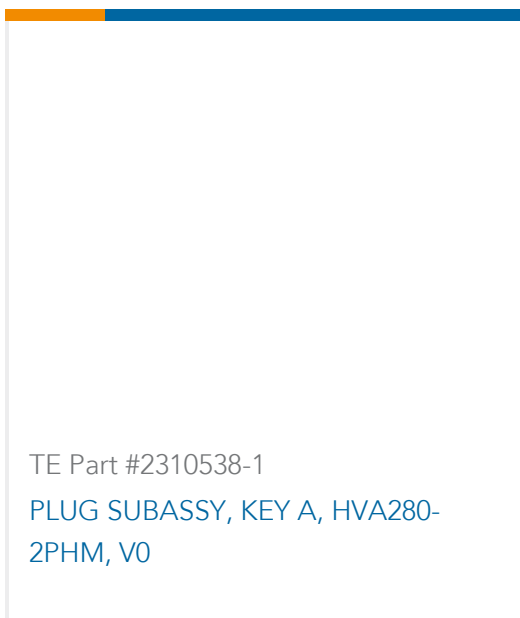 TE Part #2310538-1
PLUG SUBASSY, KEY A, HVA280-
2PHM, V0